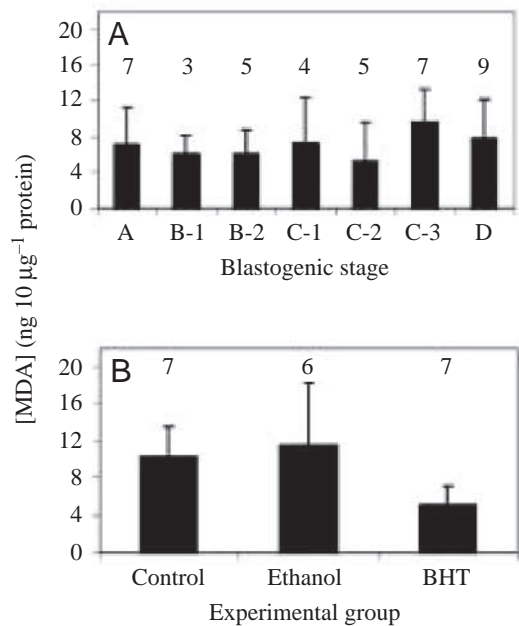 A
20
7 3 5 4 5 7 9
16
12
8
4
0
A B-1 B-2 C-1 C-2 C-3 D
Blastogenic stage
[MDA] (ng 10 µg⁻¹ protein)
B
20
7 6 7
16
12
8
4
0
Control Ethanol BHT
Experimental group